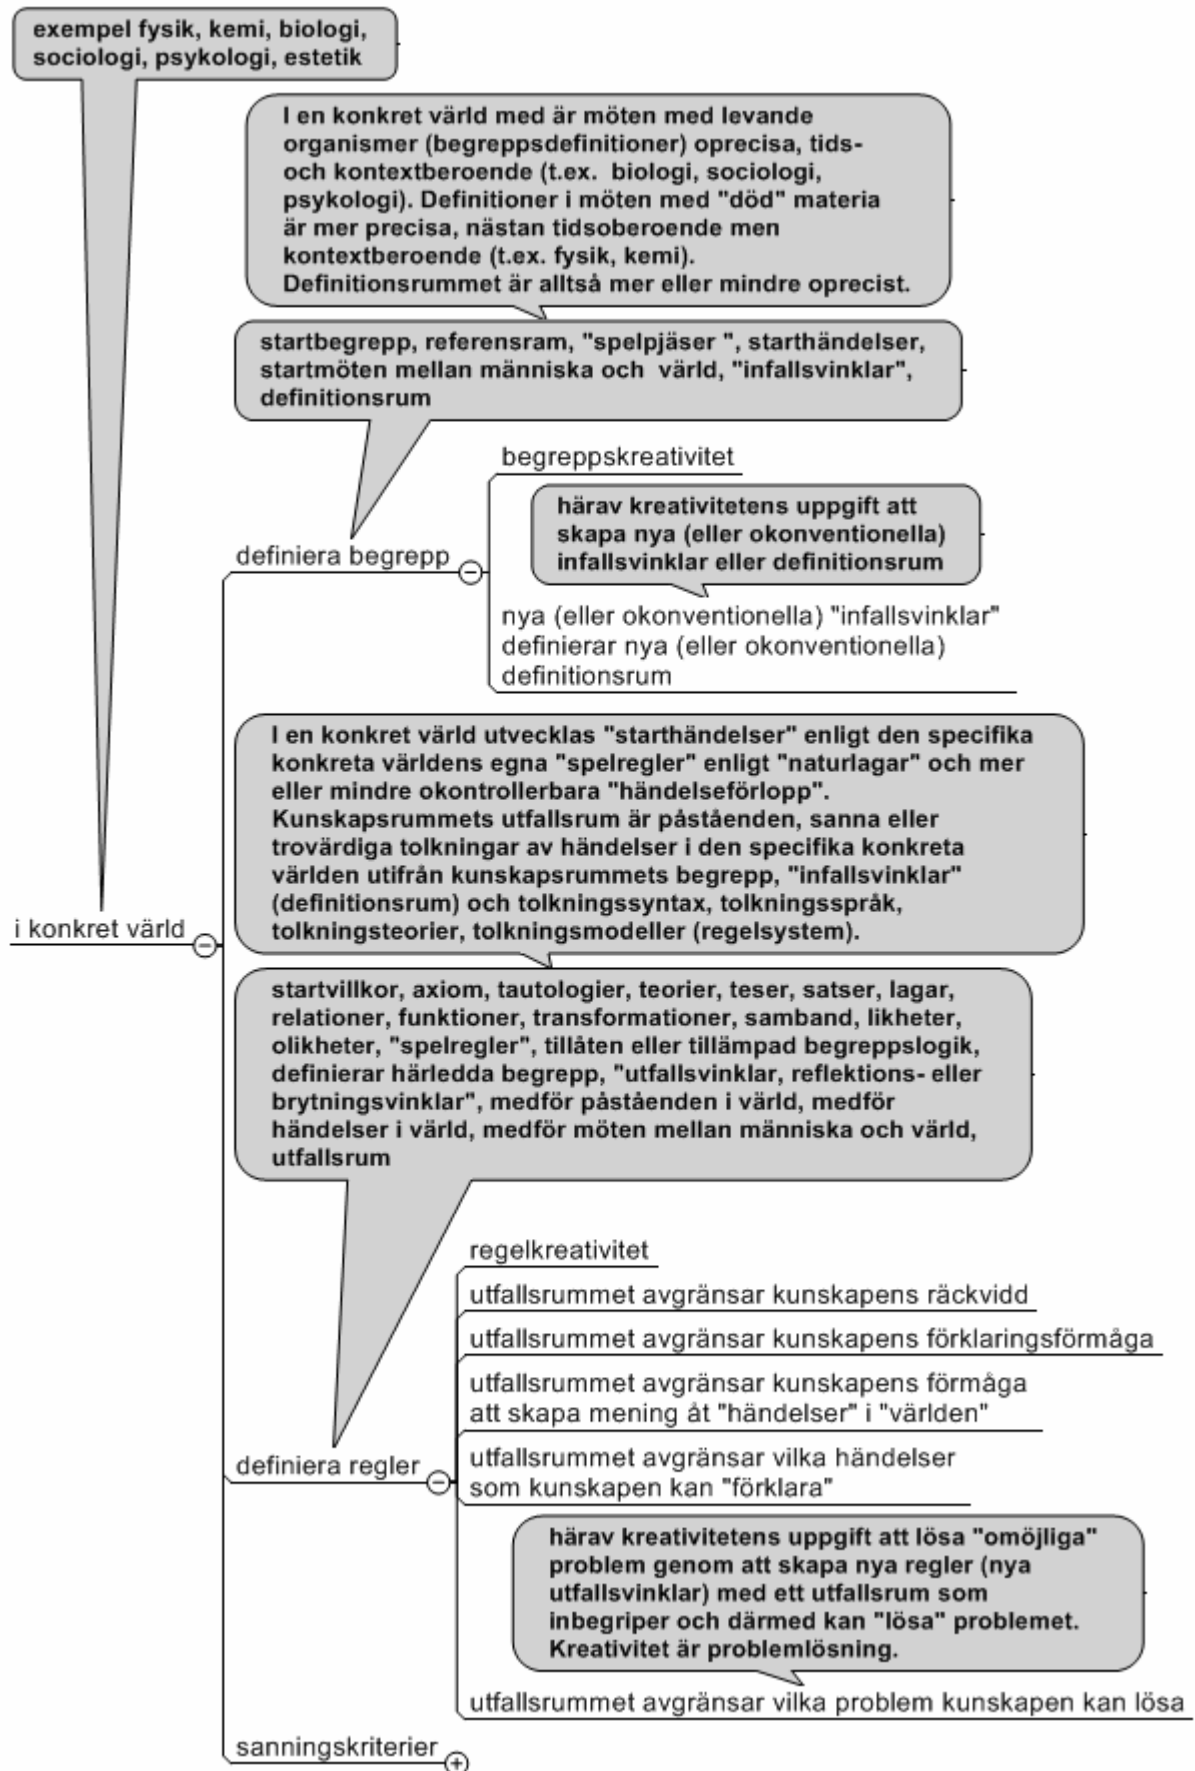 exempel fysik, kemi, biologi,
sociologi, psykologi, estetik
I en konkret värld med är möten med levande
organismer (begreppsdefinitioner) oprecisa, tids-
och kontextberoende (t.ex. biologi, sociologi,
psykologi). Definitioner i möten med "död" materia
är mer precisa, nästan tidsoberoende men
kontextberoende (t.ex. fysik, kemi).
Definitionsrummet är alltså mer eller mindre oprecist.
startbegrepp, referensram, "spelpjäser ", starthändelser,
startmöten mellan människa och värld, "infallsvinklar",
definitionsrum
begreppskreativitet
härav kreativitetens uppgift att
skapa nya (eller okonventionella)
infallsvinklar eller definitionsrum
definiera begrepp
nya (eller okonventionella) "infallsvinklar"
definierar nya (eller okonventionella)
definitionsrum
I en konkret värld utvecklas "starthändelser" enligt den specifika
konkreta världens egna "spelregler" enligt "naturlagar" och mer
eller mindre okontrollerbara "händelseförlopp".
Kunskapsrummets utfallsrum är påståenden, sanna eller
trovärdiga tolkningar av händelser i den specifika konkreta
världen utifrån kunskapsrummets begrepp, "infallsvinklar"
(definitionsrum) och tolkningssyntax, tolkningsspråk,
tolkningsteorier, tolkningsmodeller (regelsystem).
i konkret värld
startvillkor, axiom, tautologier, teorier, teser, satser, lagar,
relationer, funktioner, transformationer, samband, likheter,
olikheter, "spelregler", tillåten eller tillämpad begreppslogik,
definierar härledda begrepp, "utfallsvinklar, reflektions- eller
brytningsvinklar", medför påståenden i värld, medför
händelser i värld, medför möten mellan människa och värld,
utfallsrum
regelkreativitet
utfallsrummet avgränsar kunskapens räckvidd
utfallsrummet avgränsar kunskapens förklaringsförmåga
utfallsrummet avgränsar kunskapens förmåga
att skapa mening åt "händelser" i "världen"
definiera regler
utfallsrummet avgränsar vilka händelser
som kunskapen kan "förklara"
härav kreativitetens uppgift att lösa "omöjliga"
problem genom att skapa nya regler (nya
utfallsvinklar) med ett utfallsrum som
inbegriper och därmed kan "lösa" problemet.
Kreativitet är problemlösning.
utfallsrummet avgränsar vilka problem kunskapen kan lösa
sanningskriterier